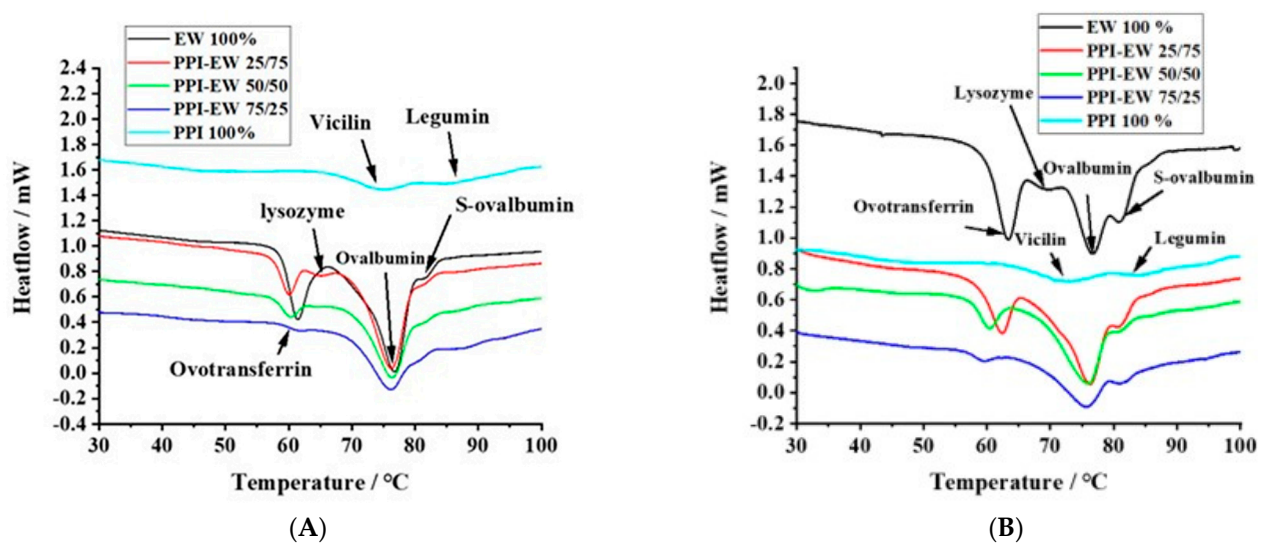 EW 100%
PPI-EW 25/75
PPI-EW 50/50
PPI-EW 75/25
PPI 100%
2.4
2.2
2.0
1.8
1.6
1.4
1.2
1.0
0.8
0.6
0.4
0.2
0.0
-0.2
-0.4
Heatflow / mW
Vicilin
Legumin
lysozyme
S-ovalbumin
Ovalbumin
Ovotransferrin
30 40 50 60 70 80 90 100
Temperature / °C
(A)
EW 100 %
PPI-EW 25/75
PPI-EW 50/50
PPI-EW 75/25
PPI 100 %
2.0
1.8
1.6
1.4
1.2
1.0
0.8
0.6
0.4
0.2
0.0
-0.2
Heatflow / mW
Lysozyme
Ovalbumin
S-ovalbumin
Ovotransferrin
Vicilin
Legumin
30 40 50 60 70 80 90 100
Temperature / °C
(B)